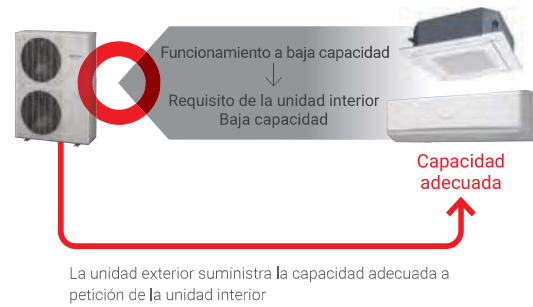 Funcionamiento a baja capacidad
Requisito de la unidad interior
Baja capacidad
Capacidad
adecuada
La unidad exterior suministra la capacidad adecuada a
petición de la unidad interior